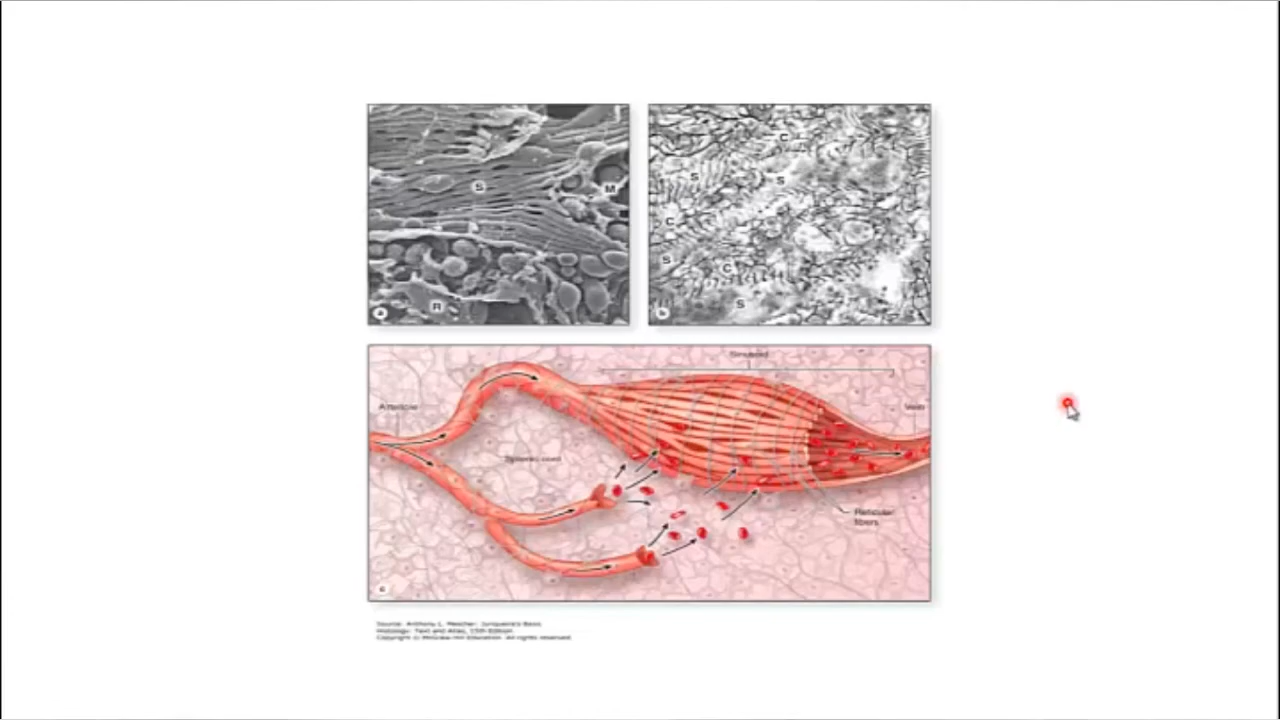 S
M
R
a
C
S
S
C
S
C
S
b
Sinusoid
Arteriole
Vein
Splenic cord
Reticular
fibers
c
Source: Anthony L. Mescher: Junqueira's Basic
Histology: Text and Atlas, 15th Edition
Copyright © McGraw-Hill Education. All rights reserved.